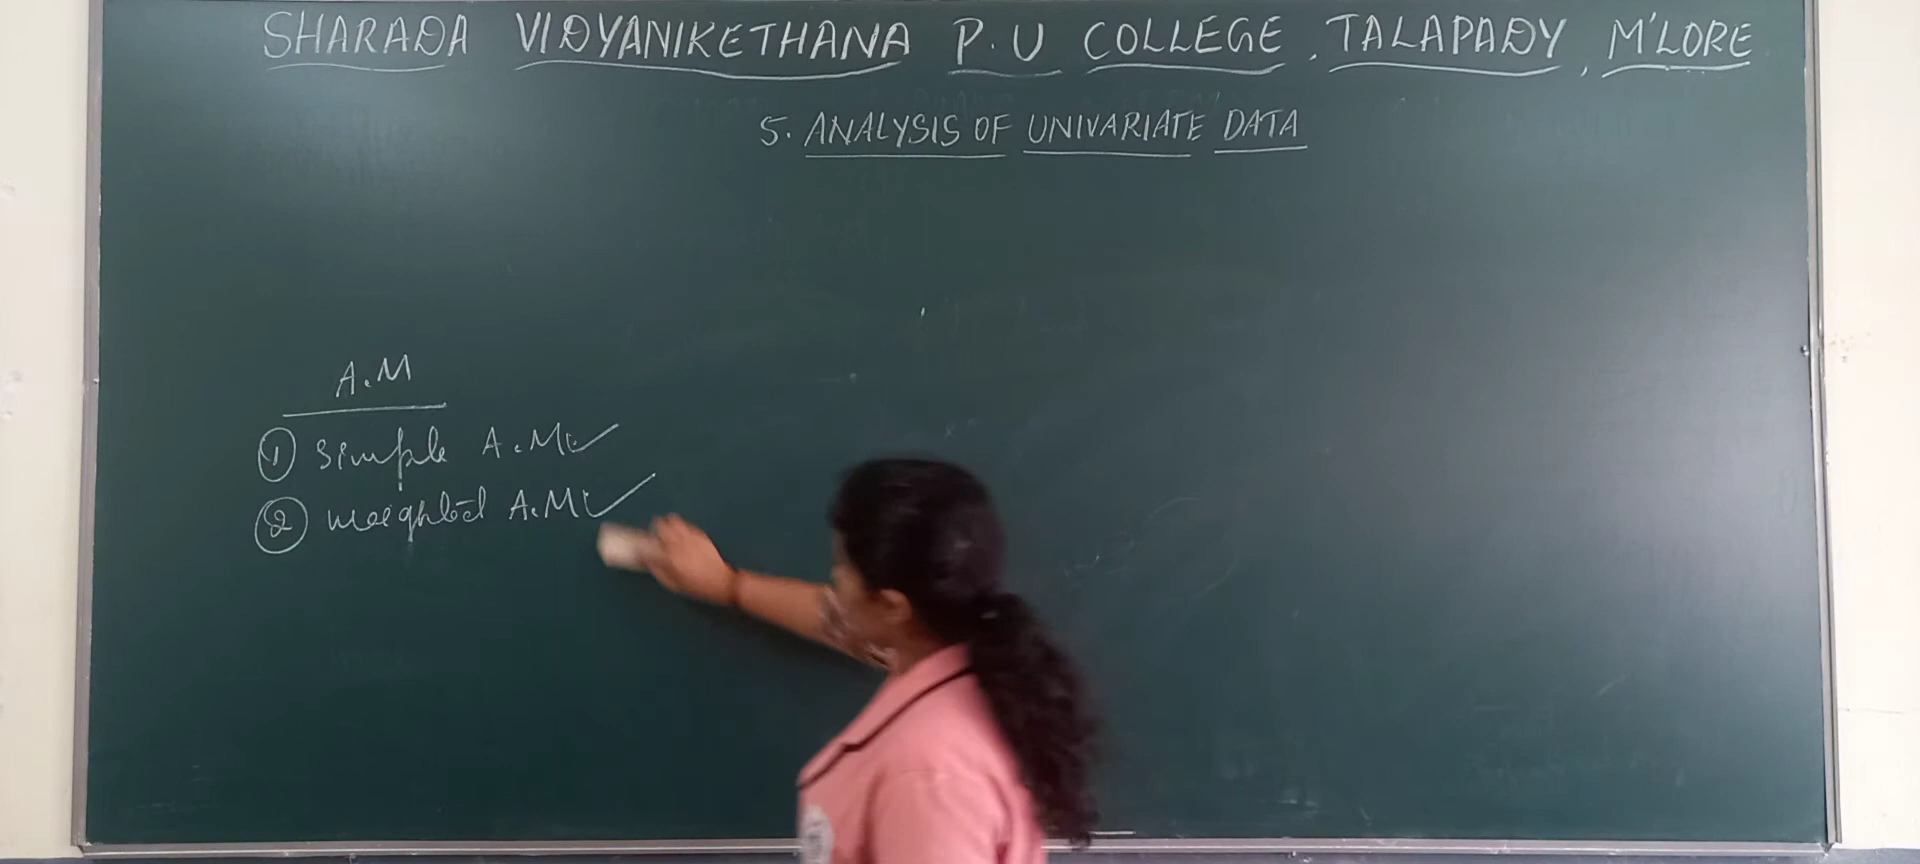 SHARADA VIDYANIKETHANA P.U COLLEGE, TALAPADY, M'LORE
5. ANALYSIS OF UNIVARIATE DATA
A.M
① Simple A.M ✓
② Weighted A.M ✓